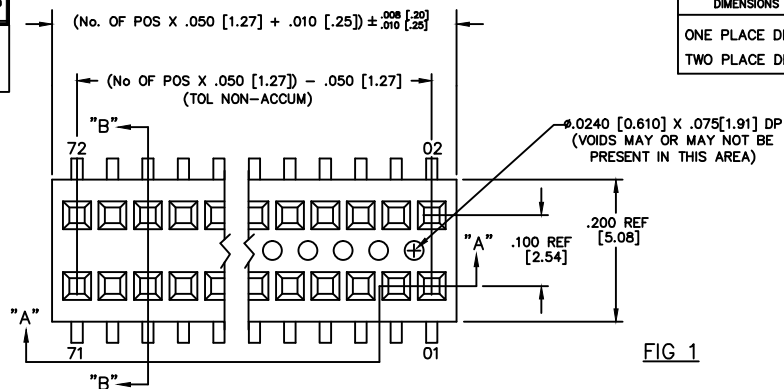 (No. OF POS X .050 [1.27] + .010 [.25]) ± .008 [.20]
.010 [.25]
DIMENSIONS
ONE PLACE
TWO PLACE
(No OF POS X .050 [1.27]) - .050 [1.27]
(TOL NON-ACCUM)
"B"
72
02
ø.0240 [0.610] X .075[1.91] DP
(VOIDS MAY OR MAY NOT BE
PRESENT IN THIS AREA)
.200 REF
[5.08]
.100 REF
[2.54]
"A"
"A"
71
01
"B"
FIG 1